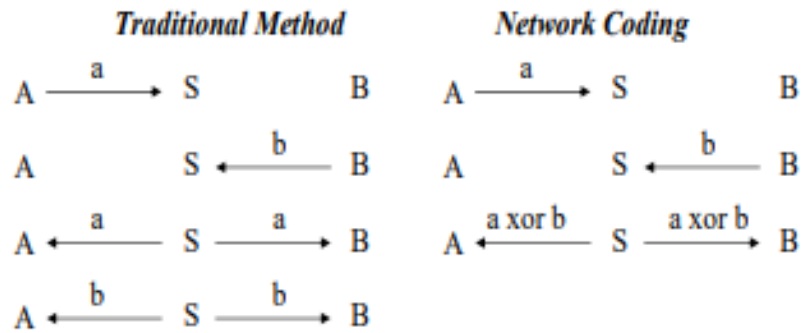 Traditional Method Network Coding
a a
A S B A S B
b b
A S B A S B
a a a xor b a xor b
A S B A S B
b b
A S B